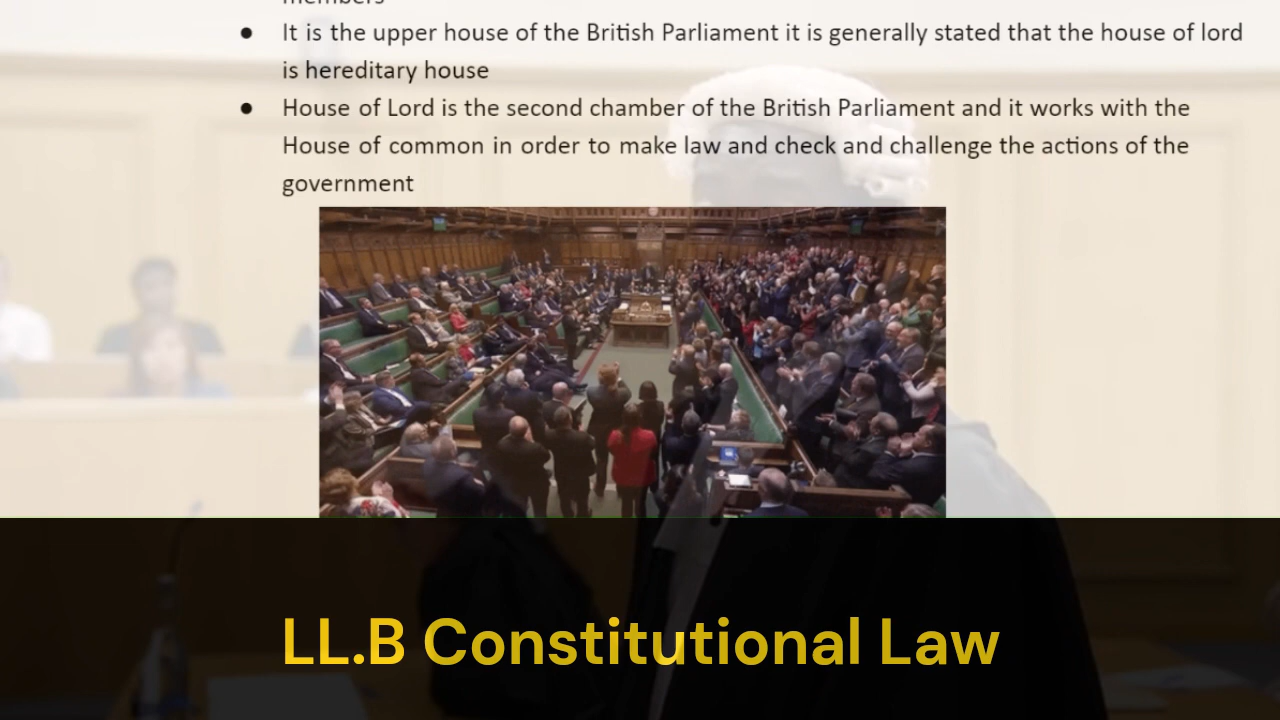 members
● It is the upper house of the British Parliament it is generally stated that the house of lord
is hereditary house
● House of Lord is the second chamber of the British Parliament and it works with the
House of common in order to make law and check and challenge the actions of the
government
LL.B Constitutional Law